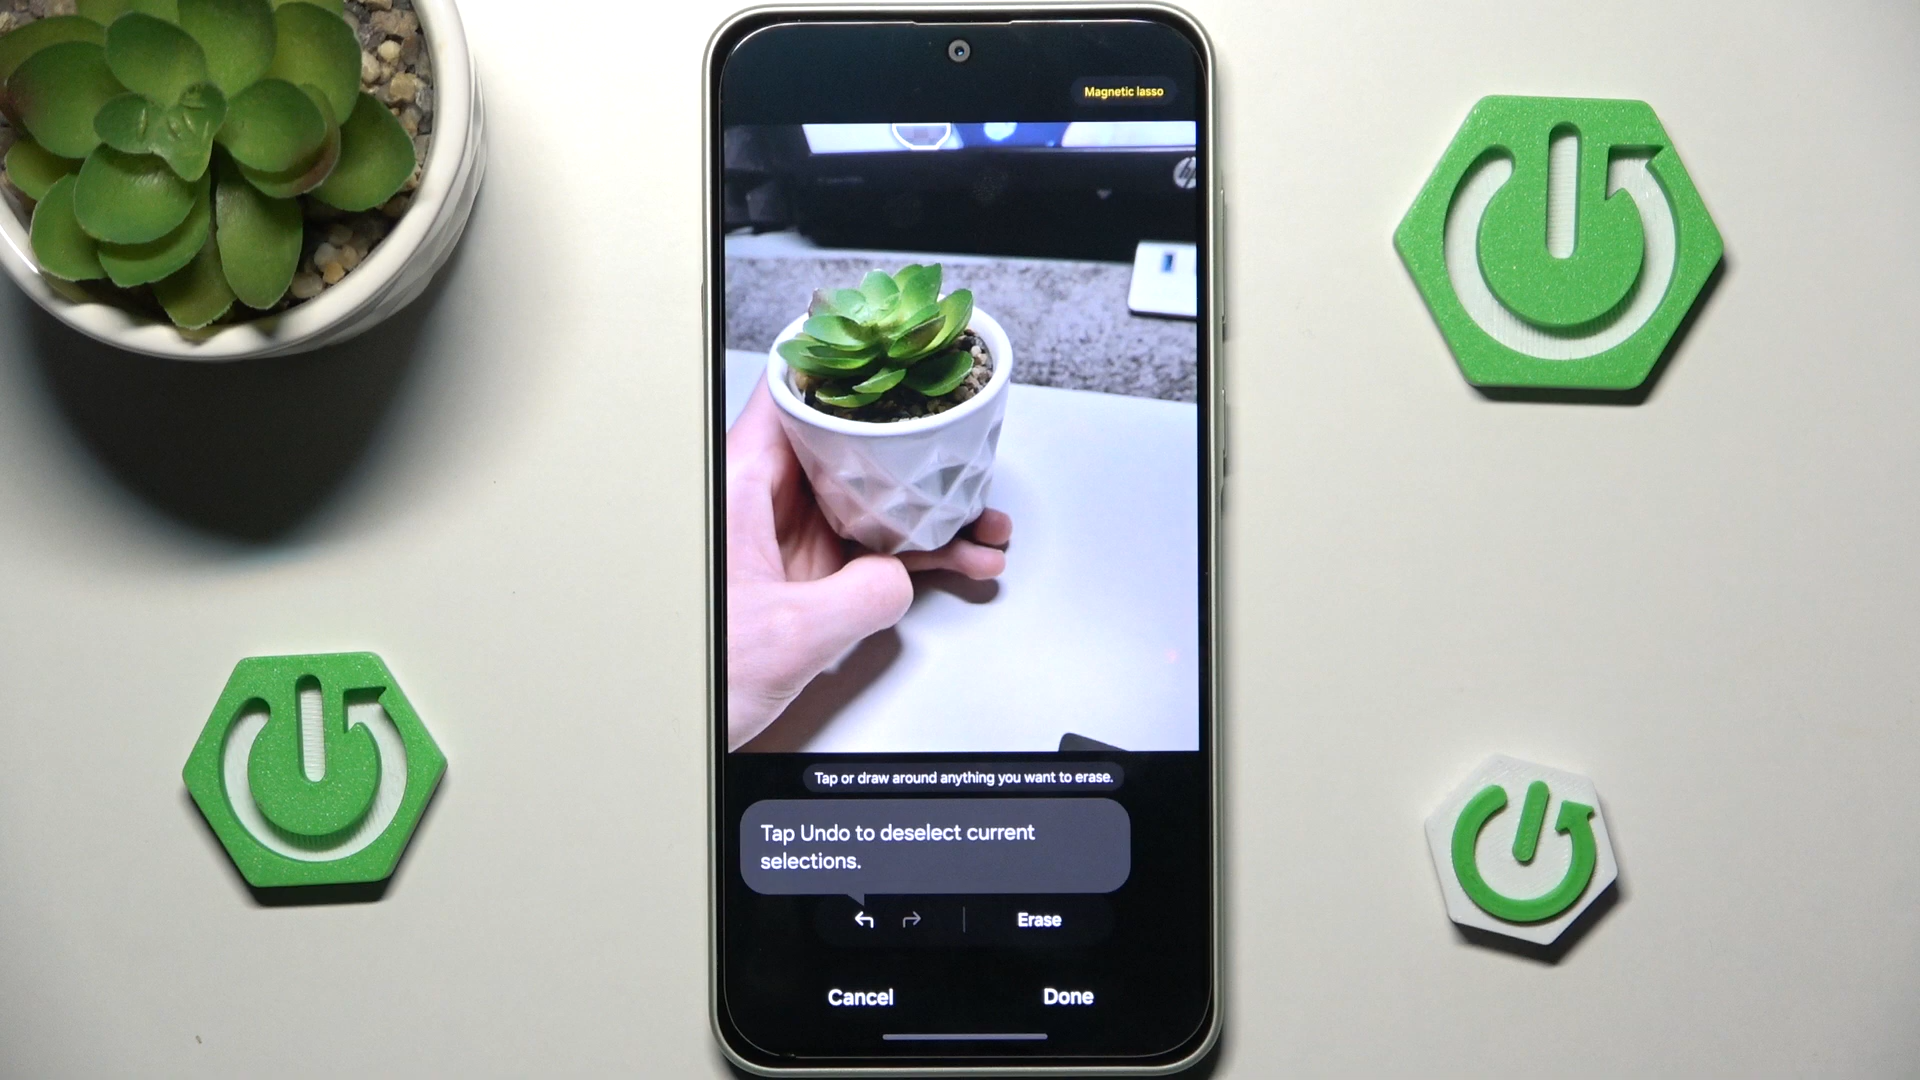 Magnetic lasso
hp
Tap or draw around anything you want to erase.
Tap Undo to deselect current
selections.
Erase
Cancel
Done